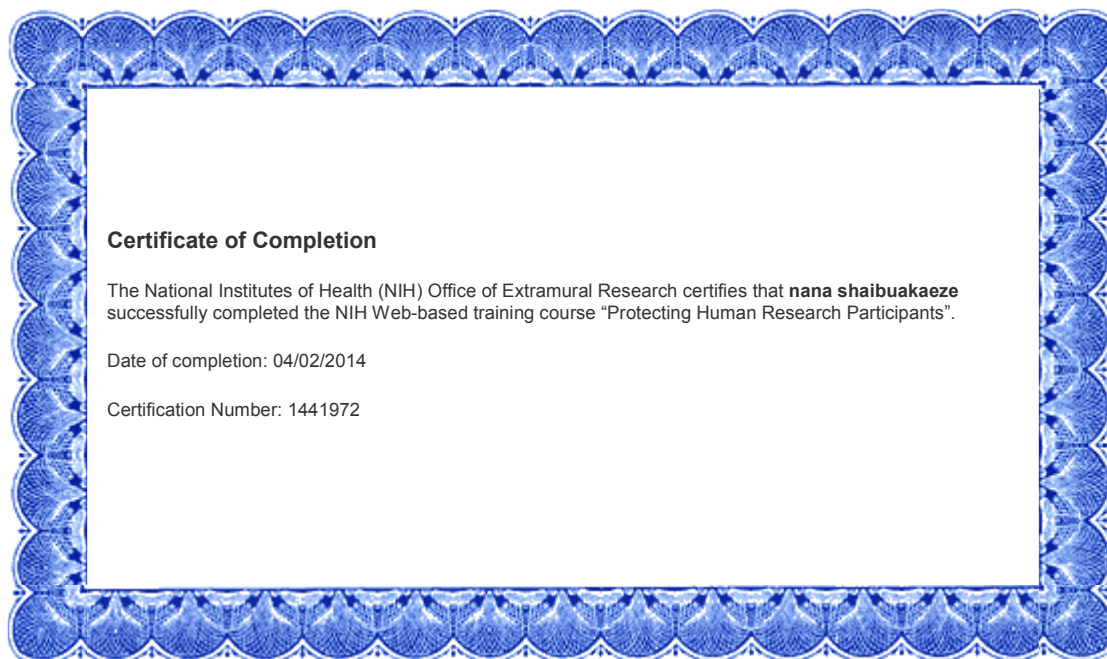 Certificate of Completion
The National Institutes of Health (NIH) Office of Extramural Research certifies that nana shaibuakaeze
successfully completed the NIH Web-based training course “Protecting Human Research Participants”.
Date of completion: 04/02/2014
Certification Number: 1441972